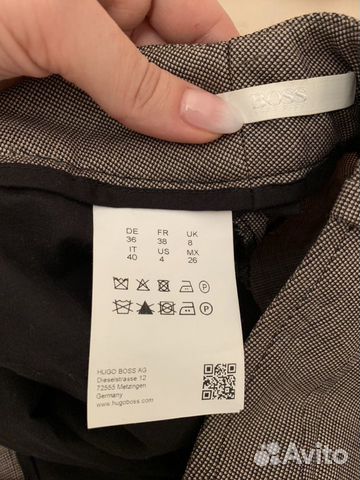 BOSS
DE FR UK
36 38 8
IT US MX
40 4 26
HUGO BOSS AG
Dieselstrasse 12
72555 Metzingen
Germany
www.hugoboss.com
Avito